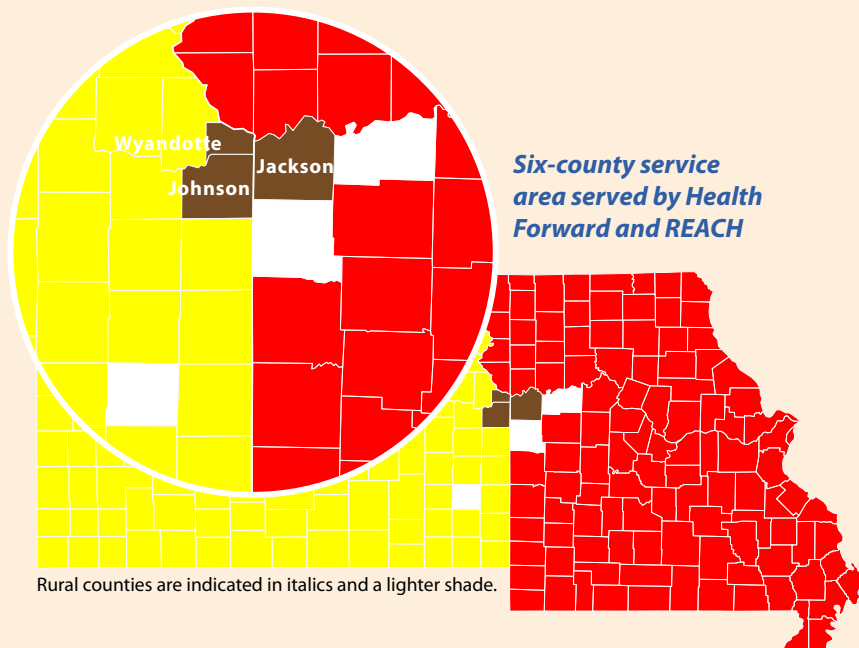 Wyandotte
Jackson
Johnson
Six-county service
area served by Health
Forward and REACH
Rural counties are indicated in italics and a lighter shade.